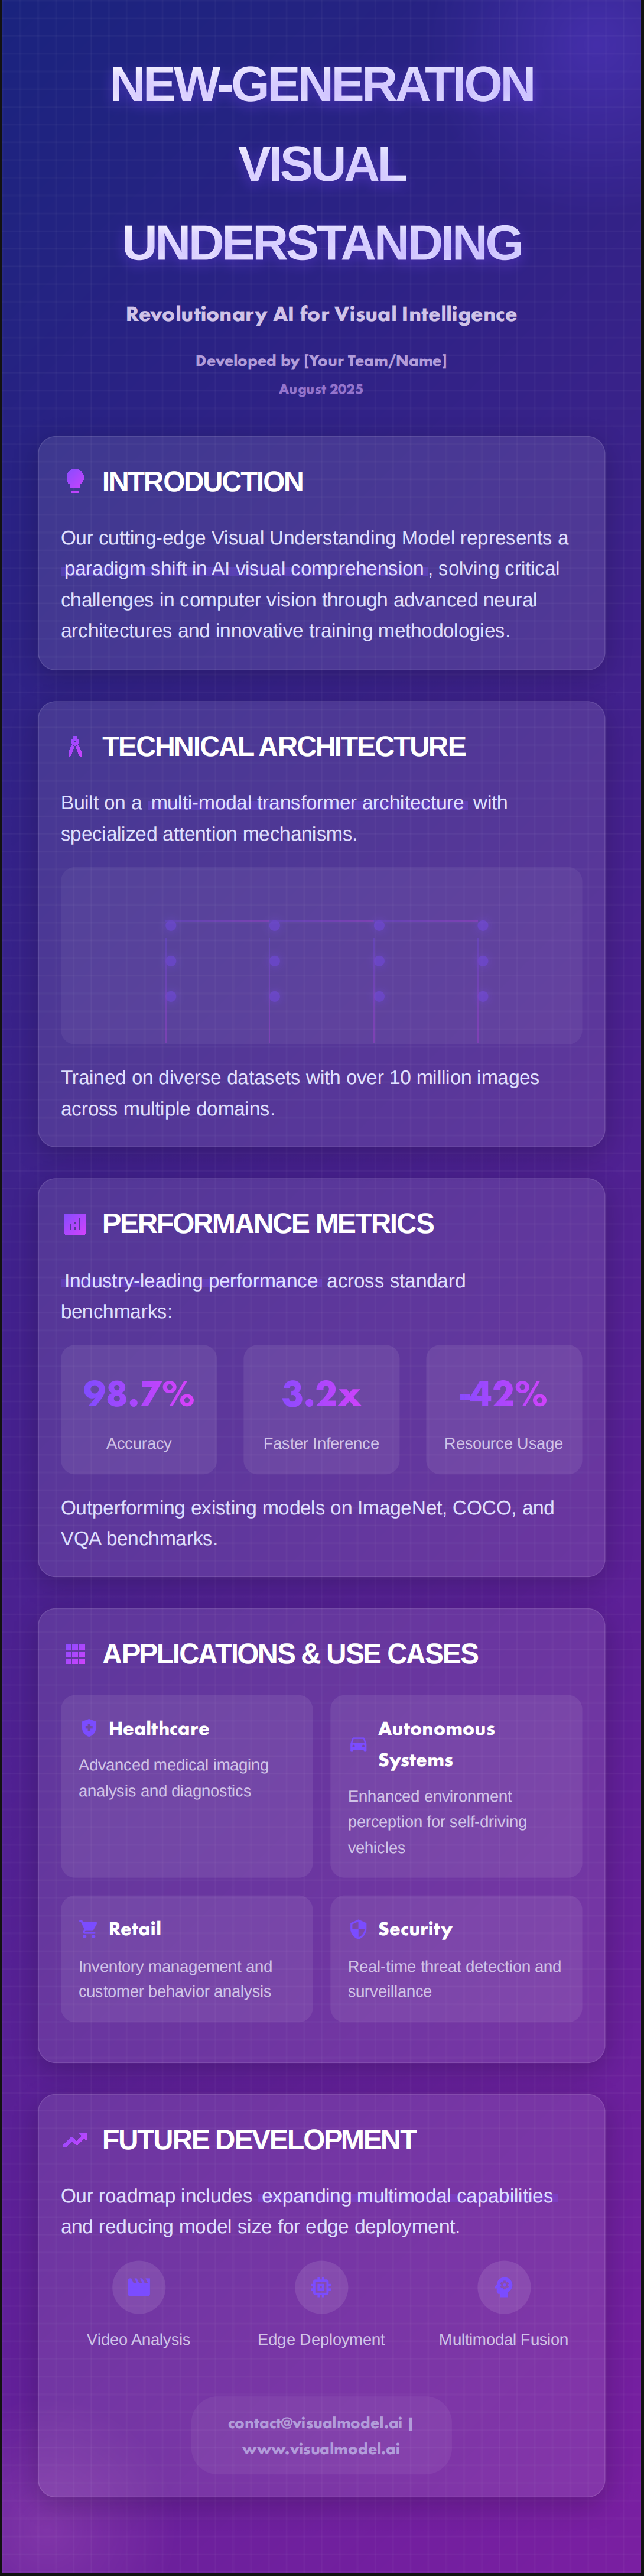 NEW-GENERATION
VISUAL
UNDERSTANDING
Revolutionary AI for Visual Intelligence
Developed by [Your Team/Name]
August 2025
INTRODUCTION
Our cutting-edge Visual Understanding Model represents a
paradigm shift in AI visual comprehension , solving critical
challenges in computer vision through advanced neural
architectures and innovative training methodologies.
TECHNICAL ARCHITECTURE
Built on a multi-modal transformer architecture with
specialized attention mechanisms.
Trained on diverse datasets with over 10 million images
across multiple domains.
PERFORMANCE METRICS
Industry-leading performance across standard
benchmarks:
98.7%
Accuracy
3.2x
Faster Inference
-42%
Resource Usage
Outperforming existing models on ImageNet, COCO, and
VQA benchmarks.
APPLICATIONS & USE CASES
Healthcare
Advanced medical imaging
analysis and diagnostics
Autonomous
Systems
Enhanced environment
perception for self-driving
vehicles
Retail
Inventory management and
customer behavior analysis
Security
Real-time threat detection and
surveillance
FUTURE DEVELOPMENT
Our roadmap includes expanding multimodal capabilities
and reducing model size for edge deployment.
Video Analysis
Edge Deployment
Multimodal Fusion
contact@visualmodel.ai |
www.visualmodel.ai